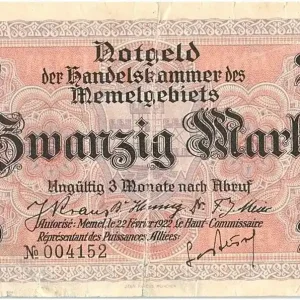 Notgeld
der Handelskammer des
Memelgebiets
Zwanzig Mark
Ungültig 3 Monate nach Abruf
Autorisé: Memel, le 22 Février 1922 le Haut-Commissaire
Représentant des Puissances Alliées:
No 004152